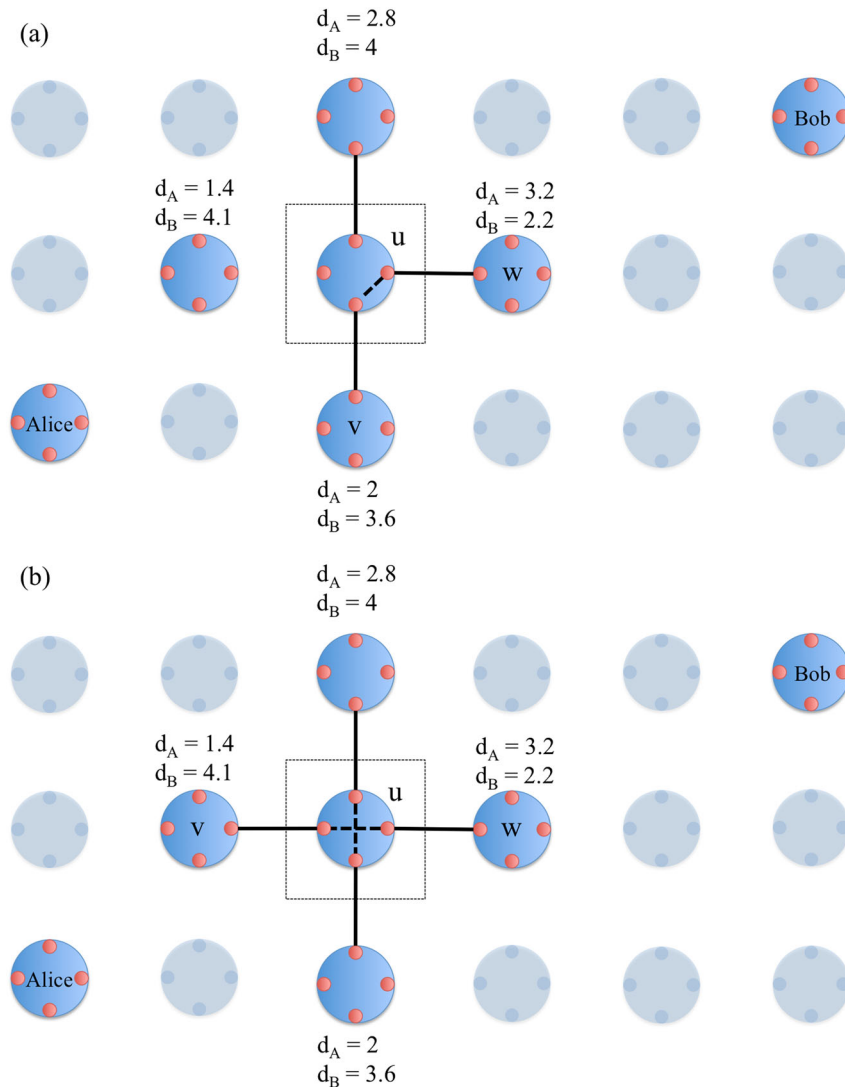 (a)
d_A = 2.8
d_B = 4
Bob
d_A = 1.4
d_B = 4.1
u
d_A = 3.2
d_B = 2.2
w
Alice
v
d_A = 2
d_B = 3.6
(b)
d_A = 2.8
d_B = 4
Bob
d_A = 1.4
d_B = 4.1
u
d_A = 3.2
d_B = 2.2
v
w
Alice
d_A = 2
d_B = 3.6